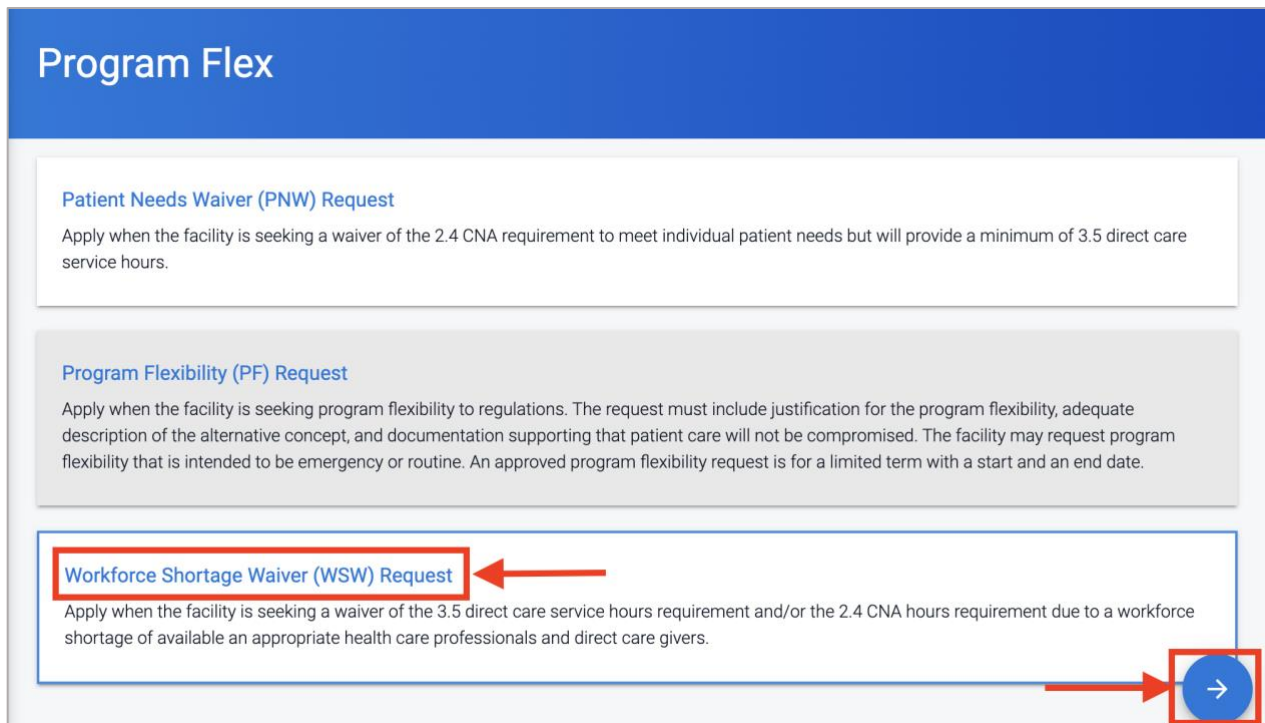 Program Flex
Patient Needs Waiver (PNW) Request
Apply when the facility is seeking a waiver of the 2.4 CNA requirement to meet individual patient needs but will provide a minimum of 3.5 direct care
service hours.
Program Flexibility (PF) Request
Apply when the facility is seeking program flexibility to regulations. The request must include justification for the program flexibility, adequate
description of the alternative concept, and documentation supporting that patient care will not be compromised. The facility may request program
flexibility that is intended to be emergency or routine. An approved program flexibility request is for a limited term with a start and an end date.
Workforce Shortage Waiver (WSW) Request
Apply when the facility is seeking a waiver of the 3.5 direct care service hours requirement and/or the 2.4 CNA hours requirement due to a workforce
shortage of available an appropriate health care professionals and direct care givers.